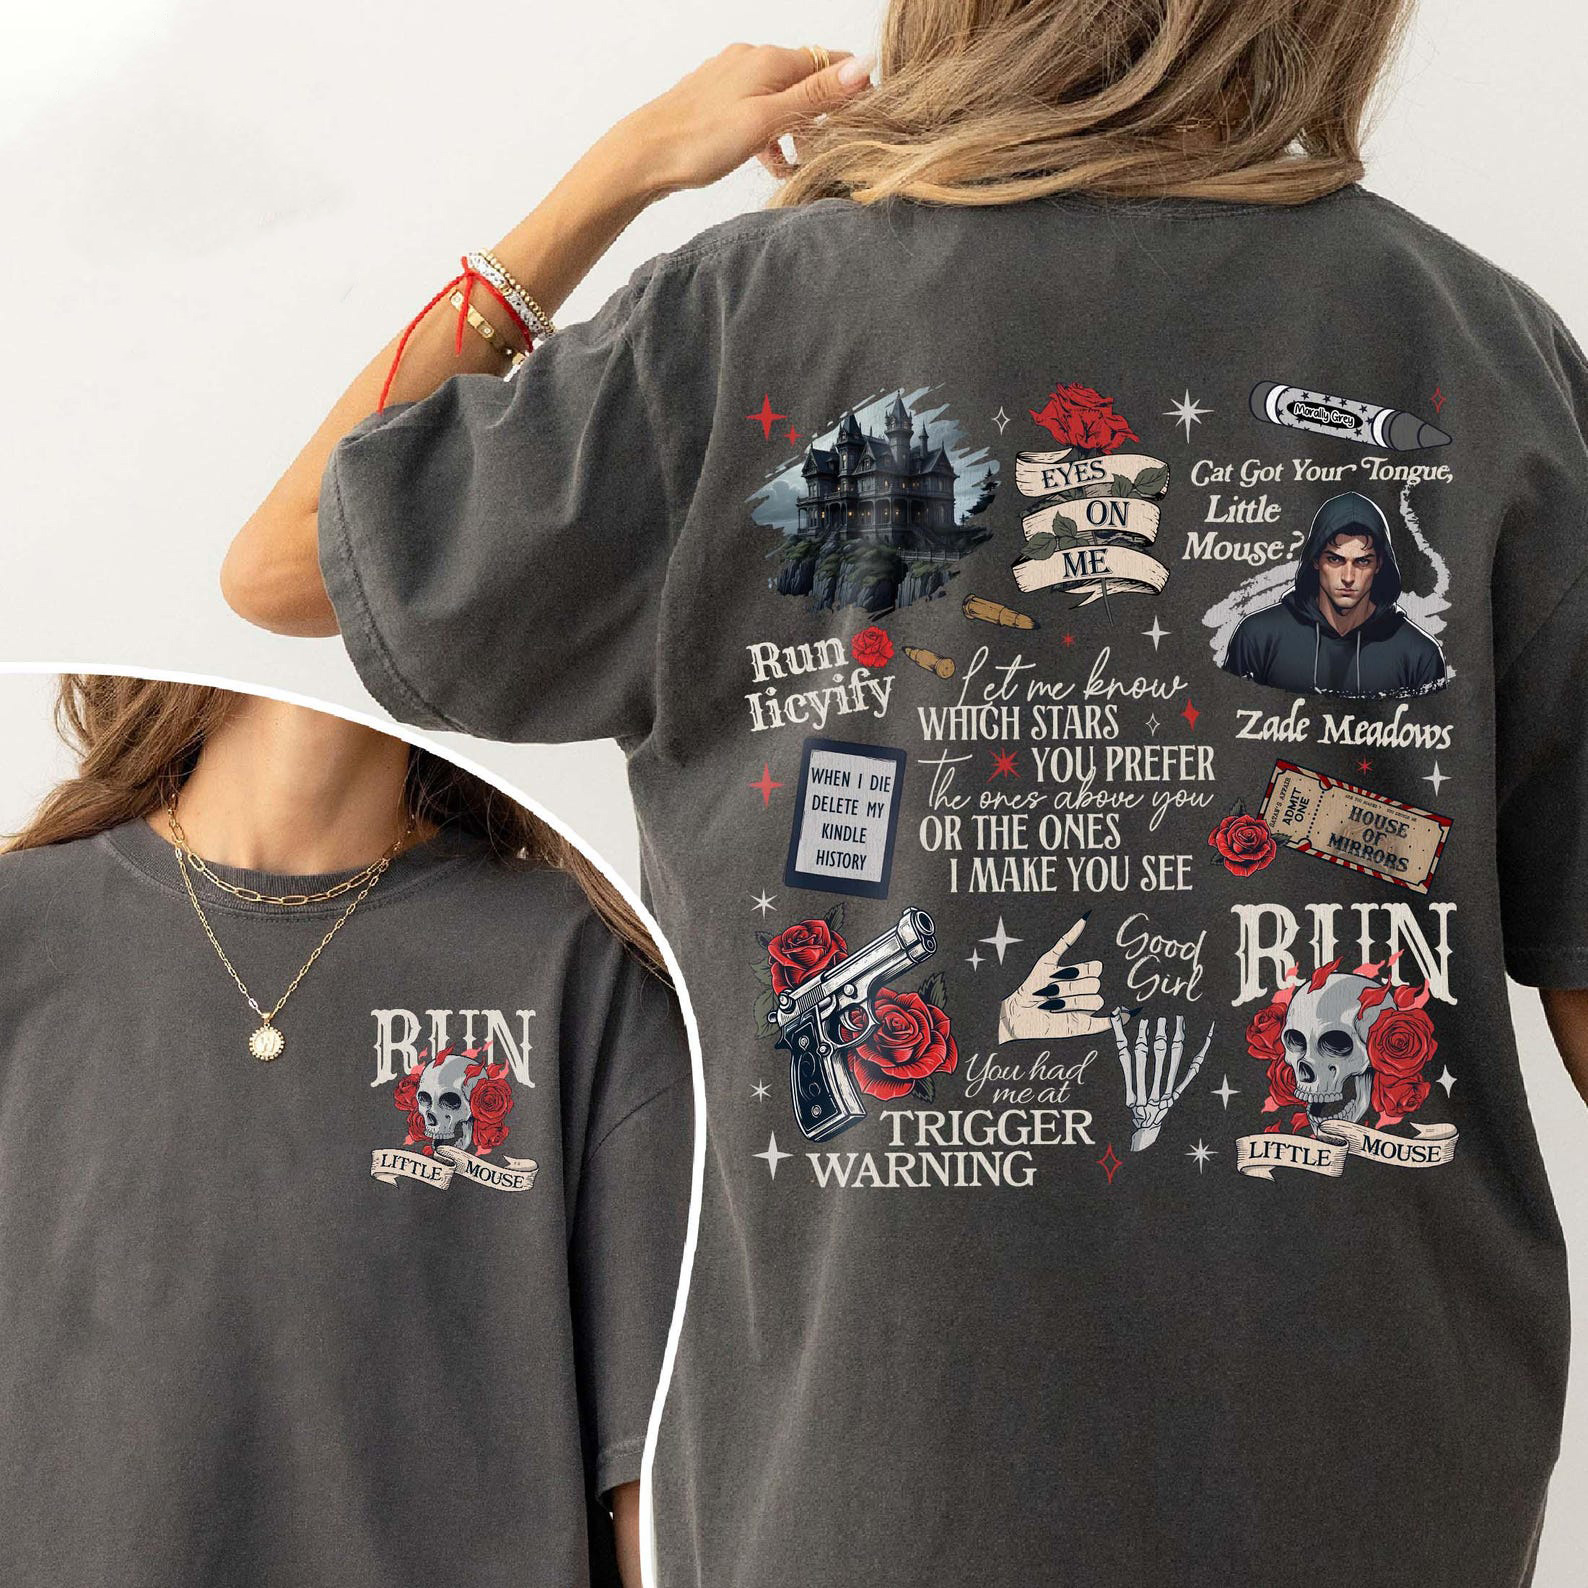 EYES
ON
ME
Morally Grey
Cat Got Your Tongue,
Little
Mouse?
Zade Meadows
Run
Iicyify
Let me know
WHICH STARS
YOU PREFER
The ones above you
OR THE ONES
I MAKE YOU SEE
WHEN I DIE
DELETE MY
KINDLE
HISTORY
ADMIT
ONE
HOUSE
OF
MIRRORS
Good
Girl
You had
me at
TRIGGER
WARNING
RUN
LITTLE MOUSE
RUN
LITTLE MOUSE